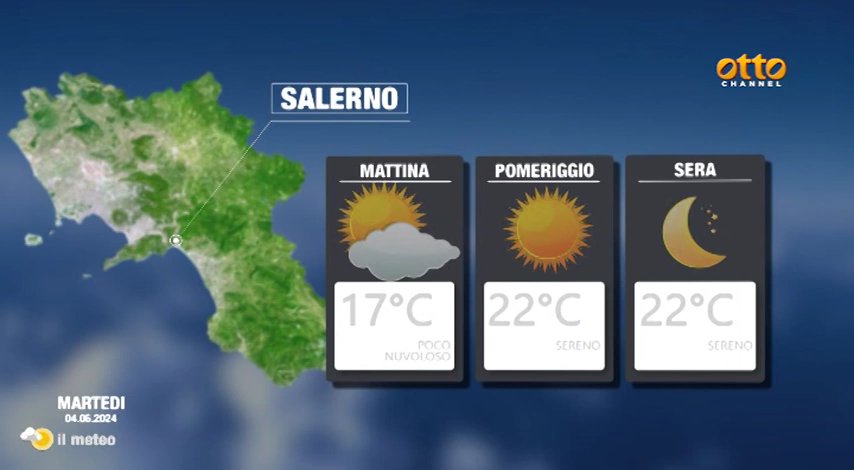 otto
CHANNEL
SALERNO
MATTINA
POMERIGGIO
SERA
17°C
22°C
22°C
POCO
NUVOLOSO
SERENO
SERENO
MARTEDI
04.06.2024
il meteo